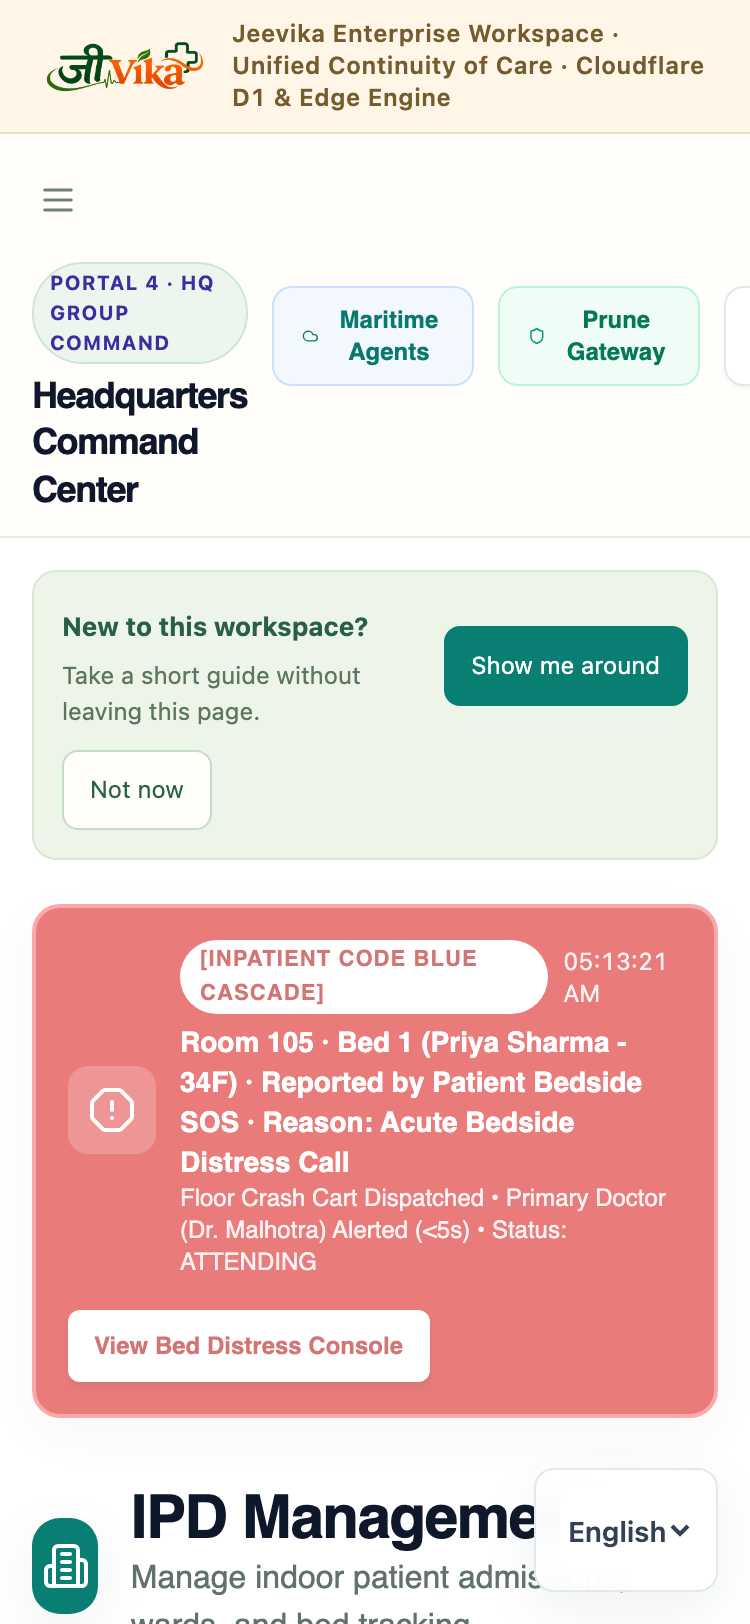 जीvika
Jeevika Enterprise Workspace ·
Unified Continuity of Care · Cloudflare
D1 & Edge Engine
PORTAL 4 · HQ
GROUP
COMMAND
Headquarters
Command
Center
Maritime
Agents
Prune
Gateway
New to this workspace?
Take a short guide without
leaving this page.
Show me around
Not now
[INPATIENT CODE BLUE
CASCADE]
05:13:21
AM
Room 105 · Bed 1 (Priya Sharma -
34F) · Reported by Patient Bedside
SOS · Reason: Acute Bedside
Distress Call
Floor Crash Cart Dispatched • Primary Doctor
(Dr. Malhotra) Alerted (<5s) • Status:
ATTENDING
View Bed Distress Console
IPD
Manage indoor patient
wards, and bed tracking
English